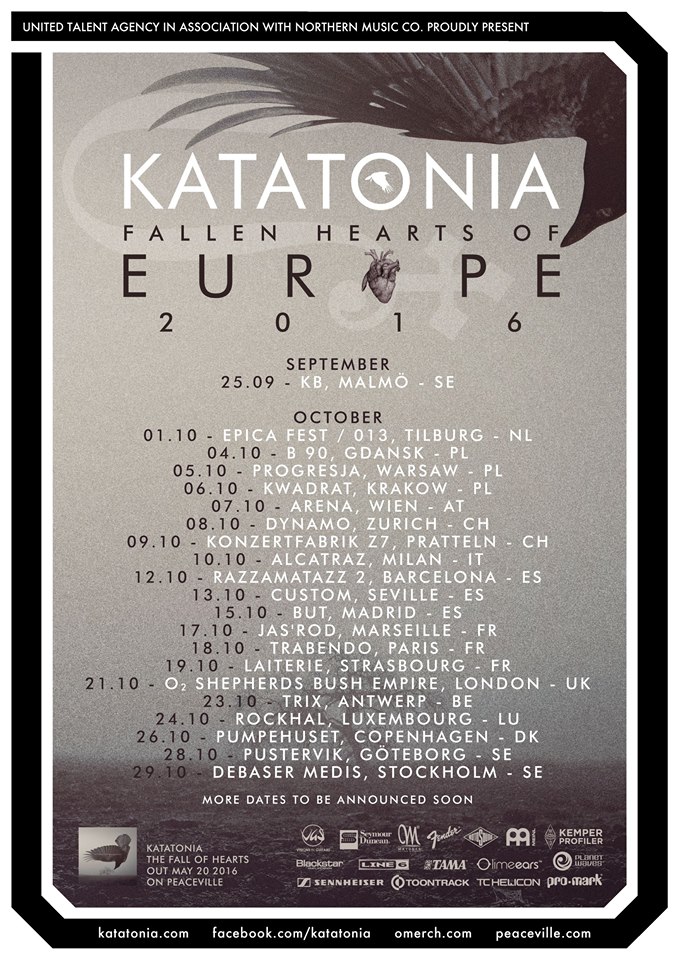 UNITED TALENT AGENCY IN ASSOCIATION WITH NORTHERN MUSIC CO. PROUDLY PRESENT
KATATONIA
FALLEN HEARTS OF
EUROPE
2016
SEPTEMBER
25.09 - KB, MALMÖ - SE
OCTOBER
01.10 - EPICA FEST / 013, TILBURG - NL
04.10 - B 90, GDANSK - PL
05.10 - PROGRESJA, WARSAW - PL
06.10 - KWADRAT, KRAKOW - PL
07.10 - ARENA, WIEN - AT
08.10 - DYNAMO, ZURICH - CH
09.10 - KONZERTFABRIK Z7, PRATTELN - CH
10.10 - ALCATRAZ, MILAN - IT
12.10 - RAZZAMATAZZ 2, BARCELONA - ES
13.10 - CUSTOM, SEVILLE - ES
15.10 - BUT, MADRID - ES
17.10 - JAS'ROD, MARSEILLE - FR
18.10 - TRABENDO, PARIS - FR
19.10 - LAITERIE, STRASBOURG - FR
21.10 - O₂ SHEPHERDS BUSH EMPIRE, LONDON - UK
23.10 - TRIX, ANTWERP - BE
24.10 - ROCKHAL, LUXEMBOURG - LU
26.10 - PUMPEHUSET, COPENHAGEN - DK
28.10 - PUSTERVIK, GÖTEBORG - SE
29.10 - DEBASER MEDIS, STOCKHOLM - SE
MORE DATES TO BE ANNOUNCED SOON
KATATONIA
THE FALL OF HEARTS
OUT MAY 20 2016
ON PEACEVILLE
Seymour Duncan. Fender MEINL KEMPER PROFILER
Blackstar LINE 6 TAMA limeears PLANET WAVES
SENNHEISER TOONTRACK TC HELICON pro·mark
katatonia.com facebook.com/katatonia omerch.com peaceville.com